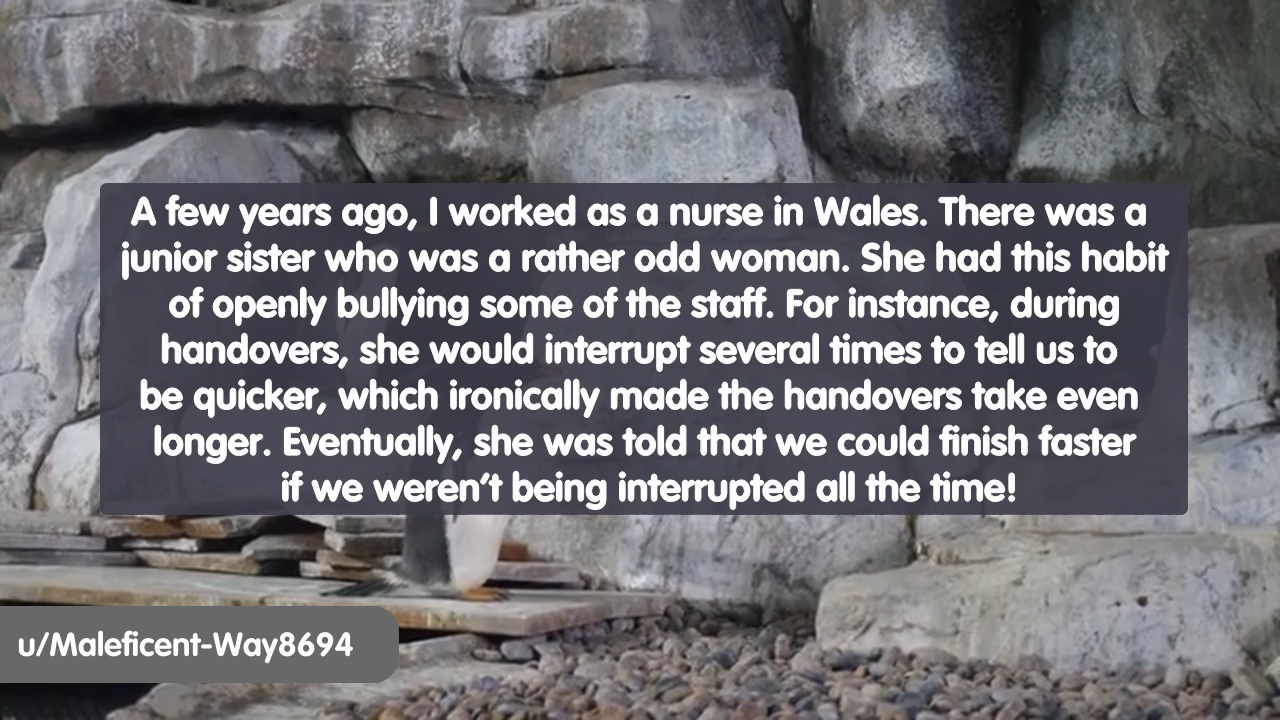 A few years ago, I worked as a nurse in Wales. There was a
junior sister who was a rather odd woman. She had this habit
of openly bullying some of the staff. For instance, during
handovers, she would interrupt several times to tell us to
be quicker, which ironically made the handovers take even
longer. Eventually, she was told that we could finish faster
if we weren't being interrupted all the time!
u/Maleficent-Way8694